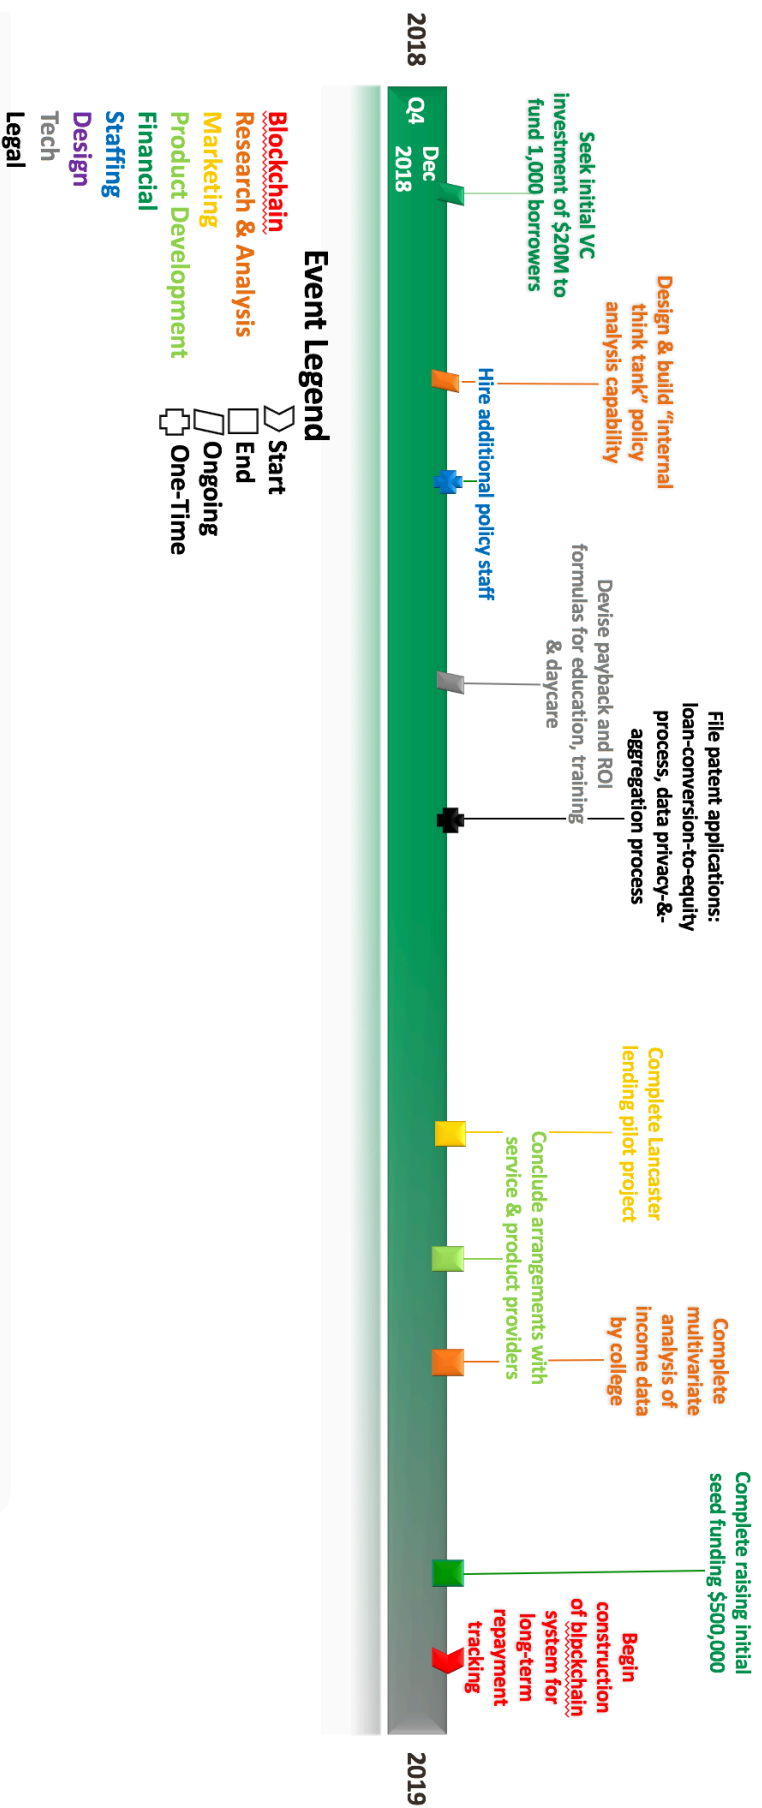 2018
Q4
Dec
2018
Seek initial VC
investment of $20M to
fund 1,000 borrowers
Design & build “internal
think tank” policy
analysis capability
Hire additional policy staff
Devise payback and ROI
formulas for education, training
& daycare
File patent applications:
loan-conversion-to-equity
process, data privacy-&-
aggregation process
Complete Lancaster
lending pilot project
Conclude arrangements with
service & product providers
Complete
multivariate
analysis of
income data
by college
Complete raising initial
seed funding $500,000
Begin
construction
of blpckchain
system for
long-term
repayment
tracking
2019
Event Legend
Blockchain
Research & Analysis
Marketing
Product Development
Financial
Staffing
Design
Tech
Legal
Start
End
Ongoing
One-Time